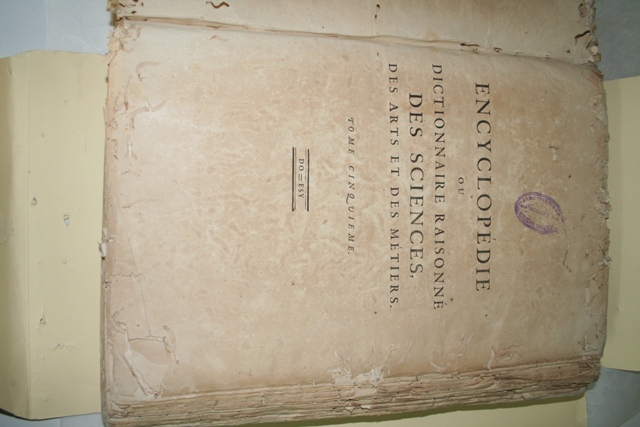 ENCYCLOPÉDIE
OU
DICTIONNAIRE RAISONNÉ
DES SCIENCES,
DES ARTS ET DES MÉTIERS.
TOME CINQUIEME.
DO=ESY